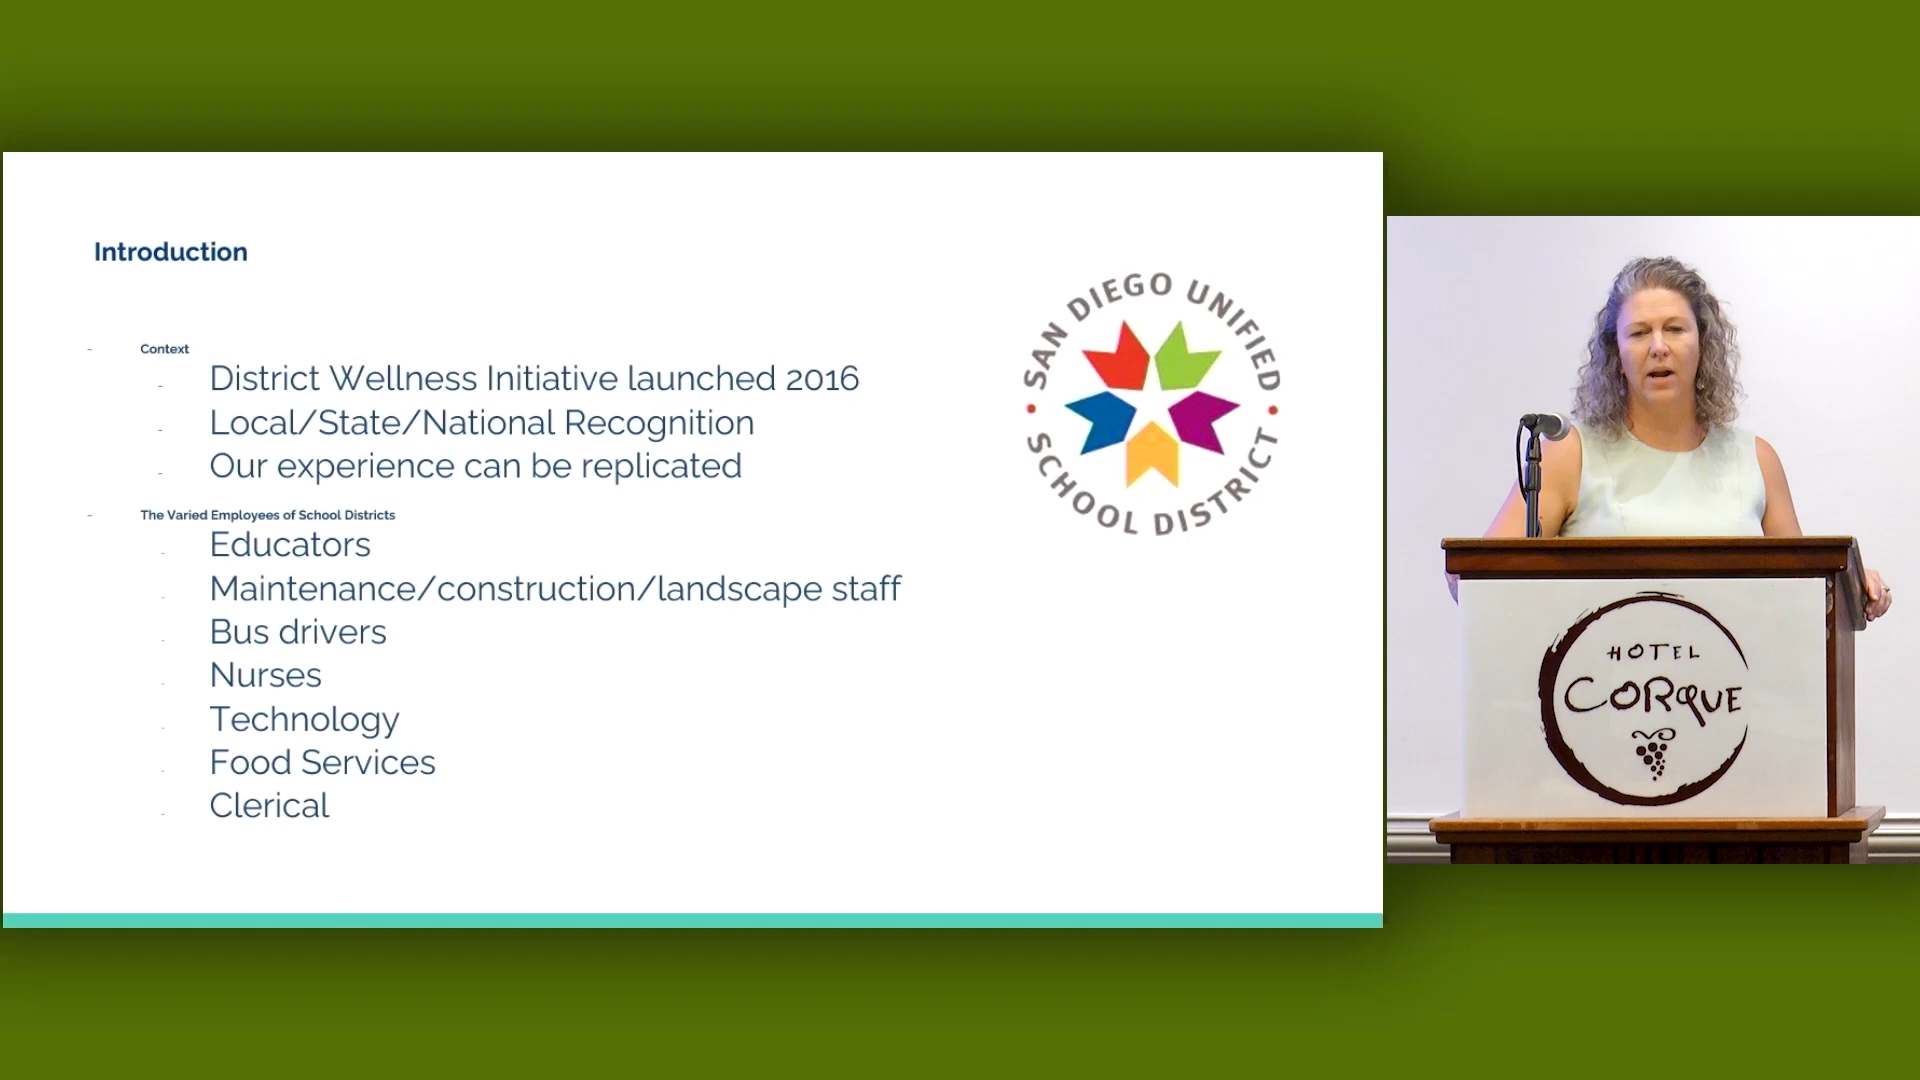 Introduction
- Context
- District Wellness Initiative launched 2016
- Local/State/National Recognition
- Our experience can be replicated
- The Varied Employees of School Districts
- Educators
- Maintenance/construction/landscape staff
- Bus drivers
- Nurses
- Technology
- Food Services
- Clerical
SAN DIEGO UNIFIED
SCHOOL DISTRICT
HOTEL
CORQUE